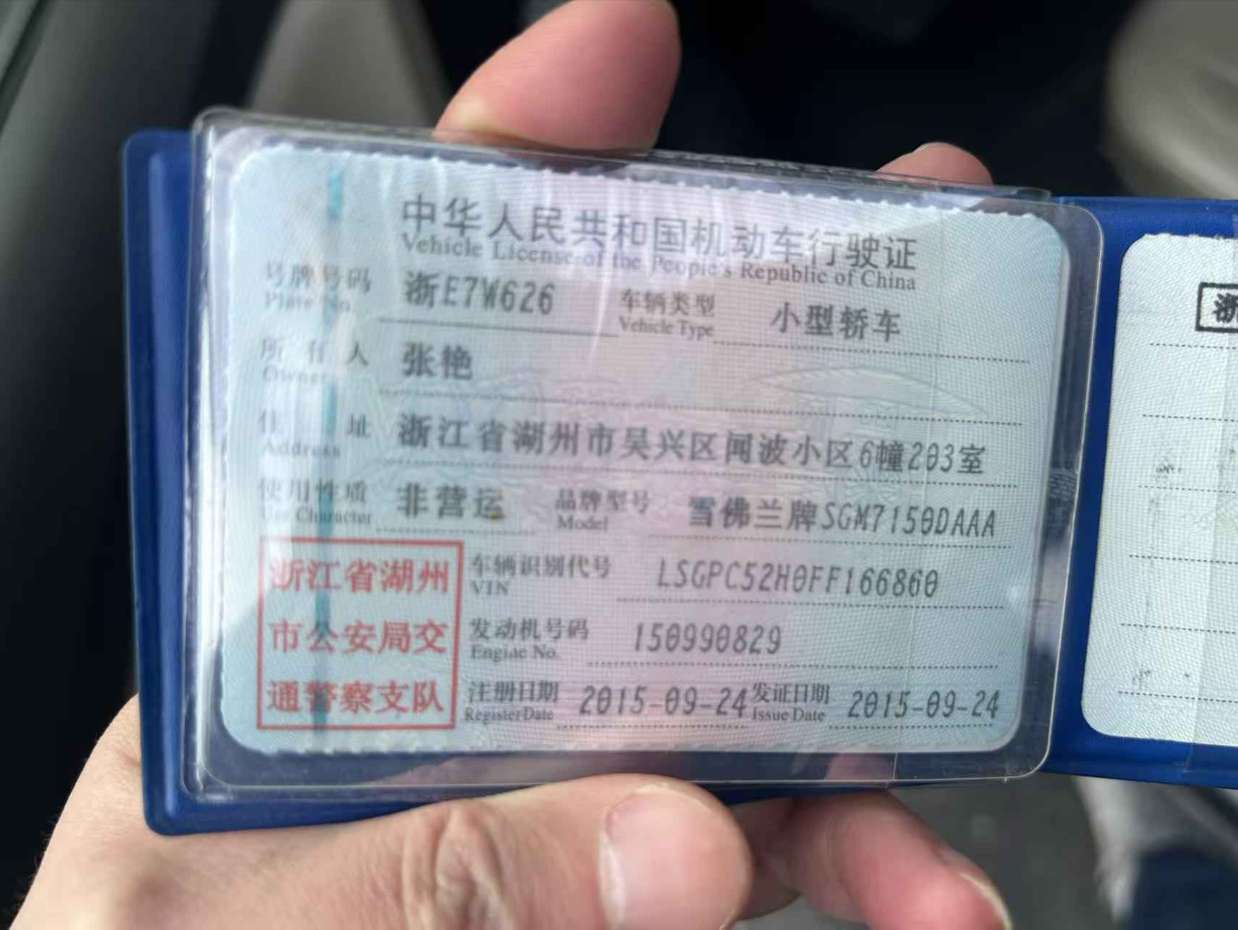 中华人民共和国机动车行驶证
Vehicle License of the People's Republic of China
号牌号码 浙E7W626 车辆类型 小型轿车
Plate No. Vehicle Type
所有人 张艳
Owner
住址 浙江省湖州市吴兴区闻波小区6幢203室
Address
使用性质 非营运 品牌型号 雪佛兰牌SGM7150DAAA
Use Character Model
浙江省湖州
市公安局交
通警察支队
车辆识别代号 LSGPC52H0FF166860
VIN
发动机号码 150990829
Engine No.
注册日期 2015-09-24 发证日期 2015-09-24
Register Date Issue Date
浙